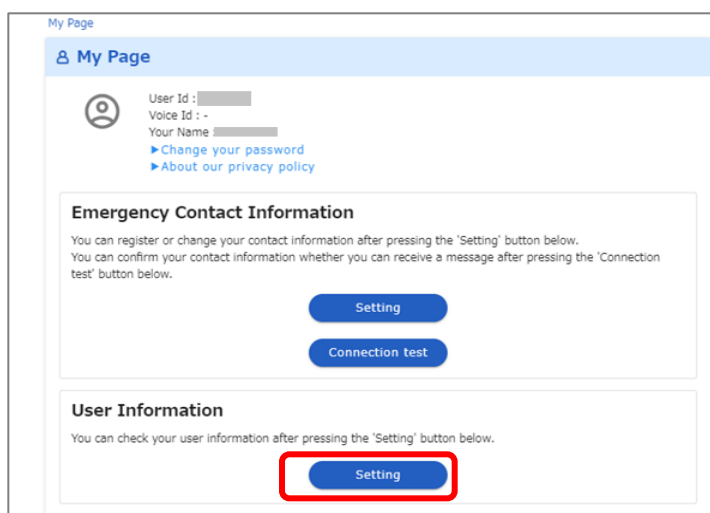 My Page
My Page
User Id :
Voice Id : -
Your Name :
▶Change your password
▶About our privacy policy
Emergency Contact Information
You can register or change your contact information after pressing the 'Setting' button below.
You can confirm your contact information whether you can receive a message after pressing the 'Connection
test' button below.
Setting
Connection test
User Information
You can check your user information after pressing the 'Setting' button below.
Setting